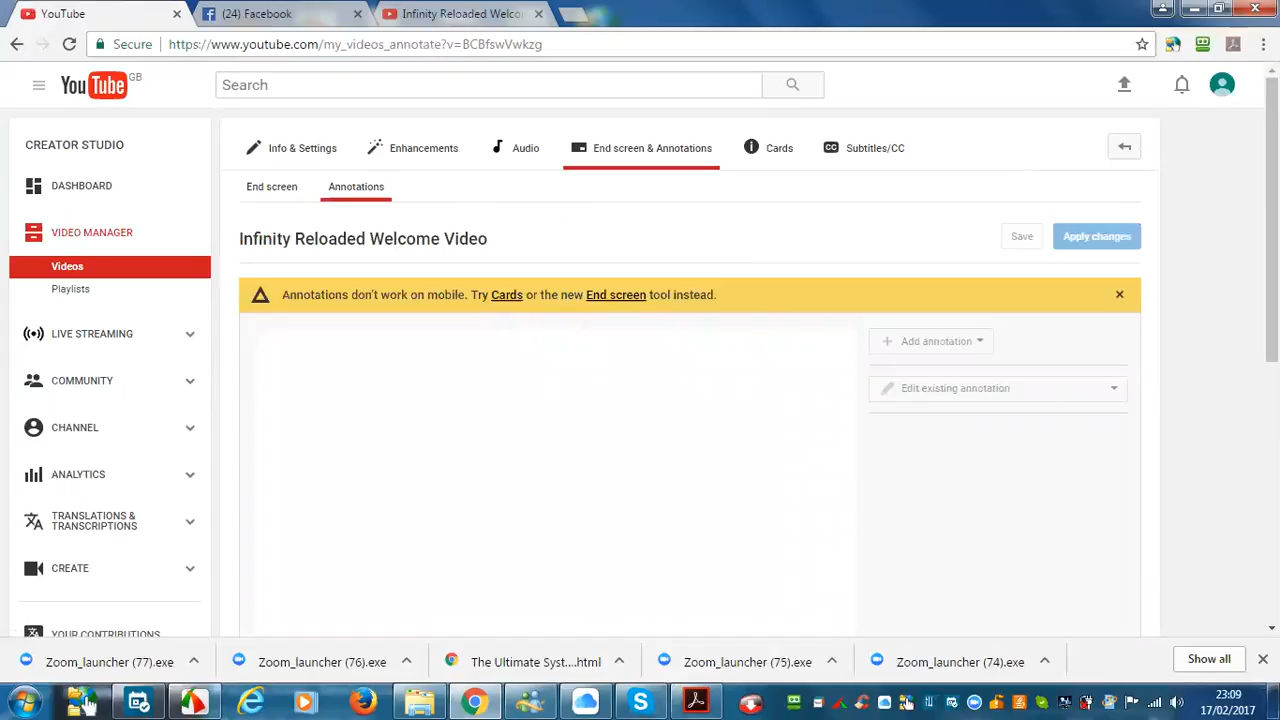 YouTube
(24) Facebook
Infinity Reloaded Welcom
Secure
https://www.youtube.com/my_videos_annotate?v=BCBfsWVwkzg
YouTube GB
Search
CREATOR STUDIO
DASHBOARD
VIDEO MANAGER
Videos
Playlists
LIVE STREAMING
COMMUNITY
CHANNEL
ANALYTICS
TRANSLATIONS &
TRANSCRIPTIONS
CREATE
YOUR CONTRIBUTIONS
Info & Settings
Enhancements
Audio
End screen & Annotations
Cards
CC Subtitles/CC
End screen
Annotations
Infinity Reloaded Welcome Video
Save
Apply changes
Annotations don't work on mobile. Try Cards or the new End screen tool instead.
Add annotation
Edit existing annotation
Zoom_launcher (77).exe
Zoom_launcher (76).exe
The Ultimate Syst....html
Zoom_launcher (75).exe
Zoom_launcher (74).exe
Show all
23:09
17/02/2017